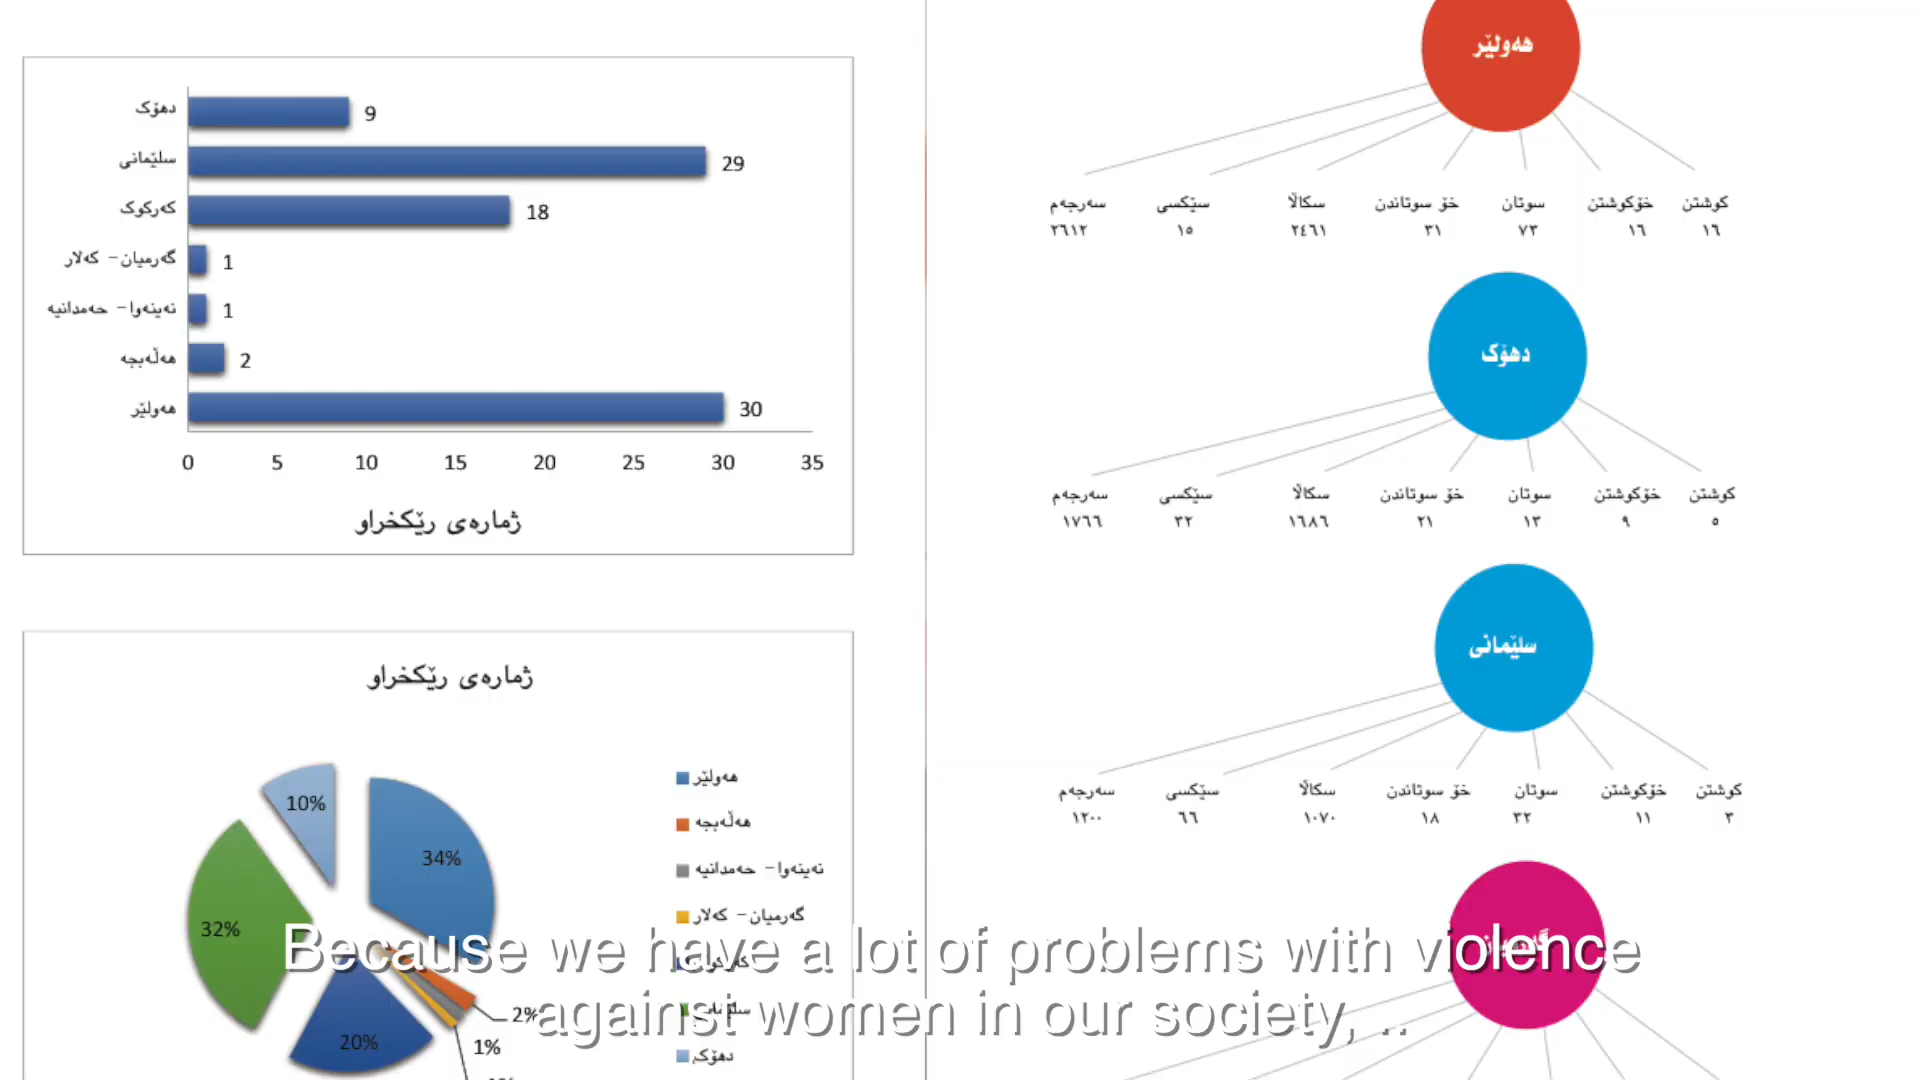 دهۆک 9
سلێمانی 29
کەرکوک 18
گەرمیان - کەلار 1
نەینەوا - حەمدانیە 1
هەڵەبجە 2
هەولێر 30
0 5 10 15 20 25 30 35
ژمارەی رێکخراو
ژمارەی رێکخراو
10%
34%
32%
20%
2%
1%
هەولێر
هەڵەبجە
نەینەوا - حەمدانیە
گەرمیان - کەلار
دهۆک
هەولێر
کوشتن خۆکوشتن سوتان خۆ سوتاندن سکاڵا سێکسی سەرجەم
١٦ ١٦ ٧٣ ٣١ ٢٤٦١ ١٥ ٢٦١٢
دهۆک
کوشتن خۆکوشتن سوتان خۆ سوتاندن سکاڵا سێکسی سەرجەم
٥ ٩ ١٣ ٢١ ١٦٨٦ ٣٢ ١٧٦٦
سلێمانی
کوشتن خۆکوشتن سوتان خۆ سوتاندن سکاڵا سێکسی سەرجەم
٣ ١١ ٣٢ ١٨ ١٠٧٠ ٦٦ ١٢٠٠
Because we have a lot of problems with violence
against women in our society, ..